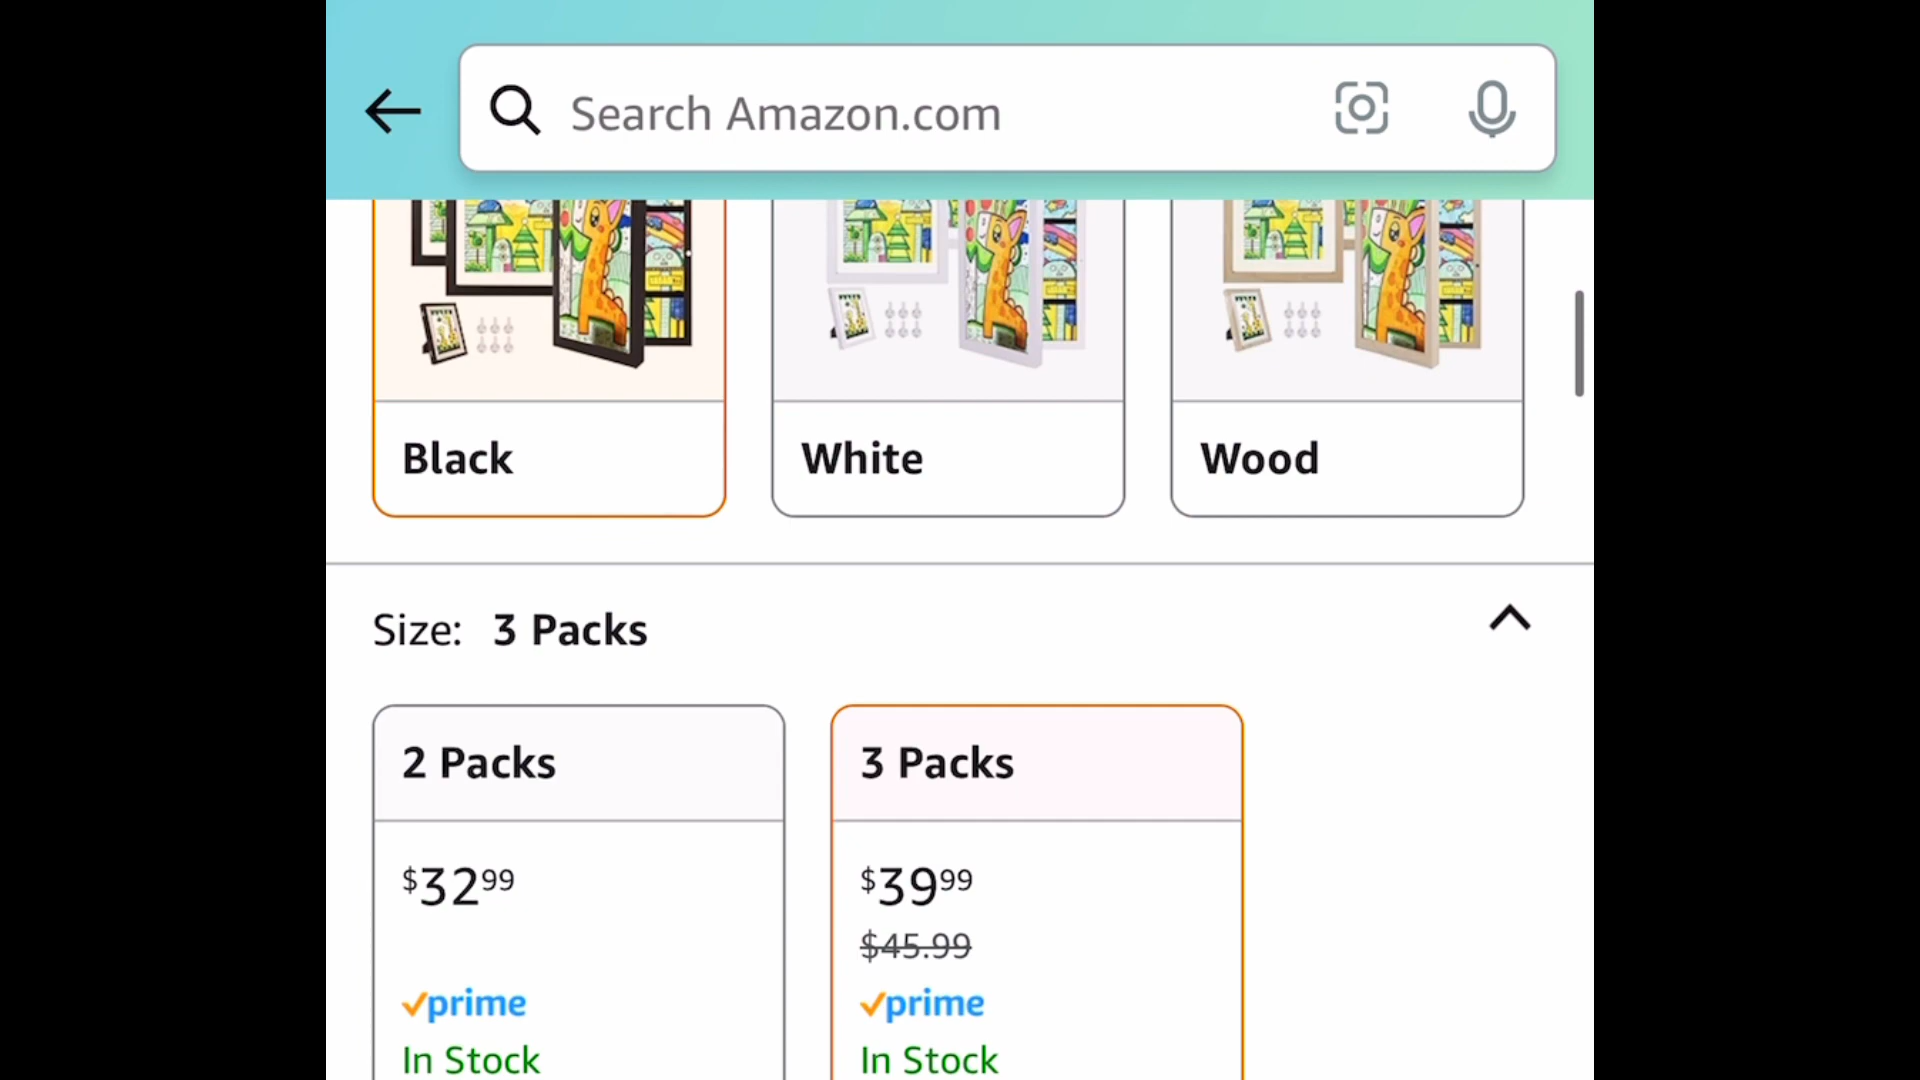 Search Amazon.com
Black
White
Wood
Size: 3 Packs
2 Packs
3 Packs
$32.99
$39.99
$45.99
prime
prime
In Stock
In Stock